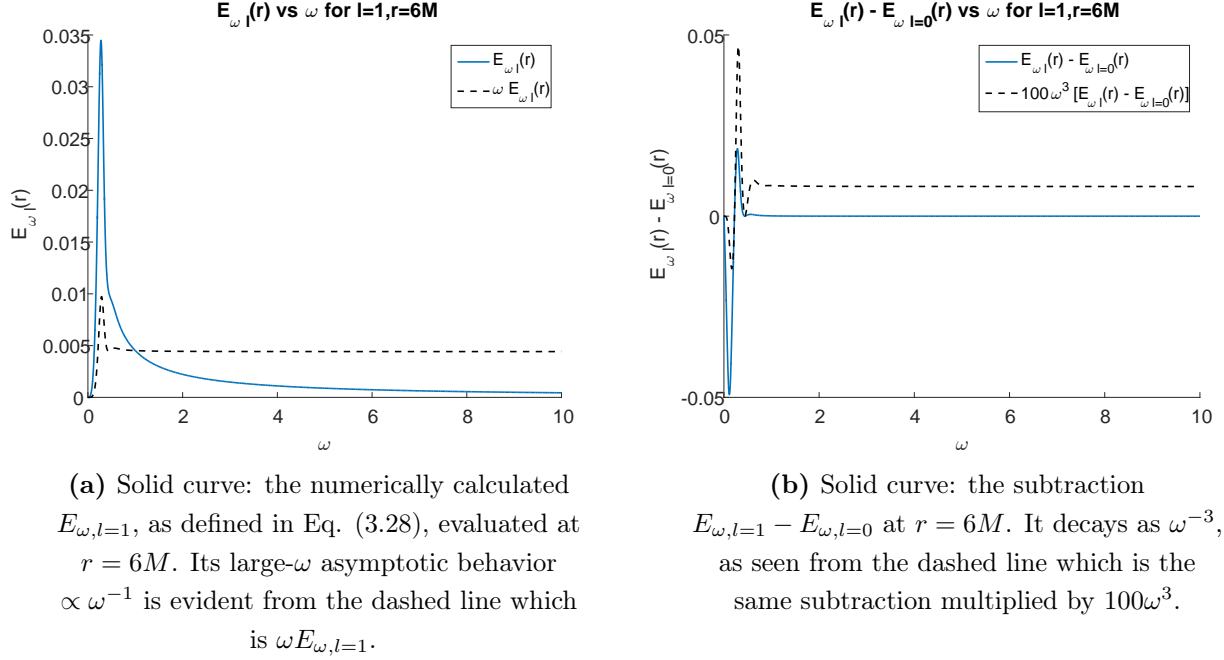 E_{ω l}(r) vs ω for l=1,r=6M
0.035
0.03
0.025
0.02
0.015
0.01
0.005
0
E_{ω l}(r)
E_{ω l}(r)
ω E_{ω l}(r)
0 2 4 6 8 10
ω
(a) Solid curve: the numerically calculated
E_{ω,l=1}, as defined in Eq. (3.28), evaluated at
r = 6M. Its large-ω asymptotic behavior
∝ ω^{−1} is evident from the dashed line which
is ωE_{ω,l=1}.
E_{ω l}(r) - E_{ω l=0}(r) vs ω for l=1,r=6M
0.05
0
-0.05
E_{ω l}(r) - E_{ω l=0}(r)
E_{ω l}(r) - E_{ω l=0}(r)
100ω^3 [E_{ω l}(r) - E_{ω l=0}(r)]
0 2 4 6 8 10
ω
(b) Solid curve: the subtraction
E_{ω,l=1} − E_{ω,l=0} at r = 6M. It decays as ω^{−3},
as seen from the dashed line which is the
same subtraction multiplied by 100ω^3.